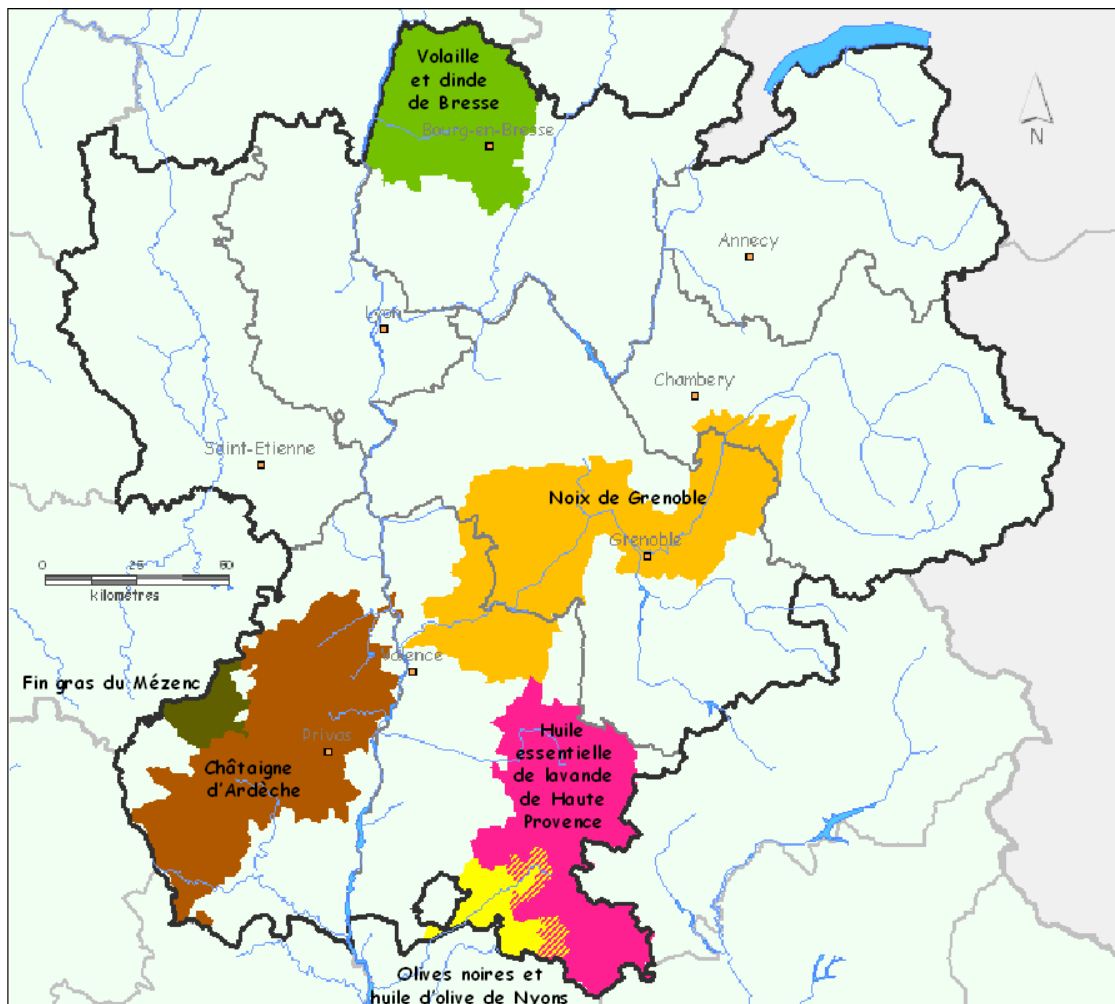 Volaille
et dinde
de Bresse
Bourg-en-Bresse
N
Annecy
Lyon
Chambery
Saint-Etienne
Noix de Grenoble
Grenoble
0 25 50
kilomètres
Valence
Fin gras du Mézenc
Privas
Châtaigne
d'Ardèche
Huile
essentielle
de lavande
de Haute
Provence
Olives noires et
huile d'olive de Nyons